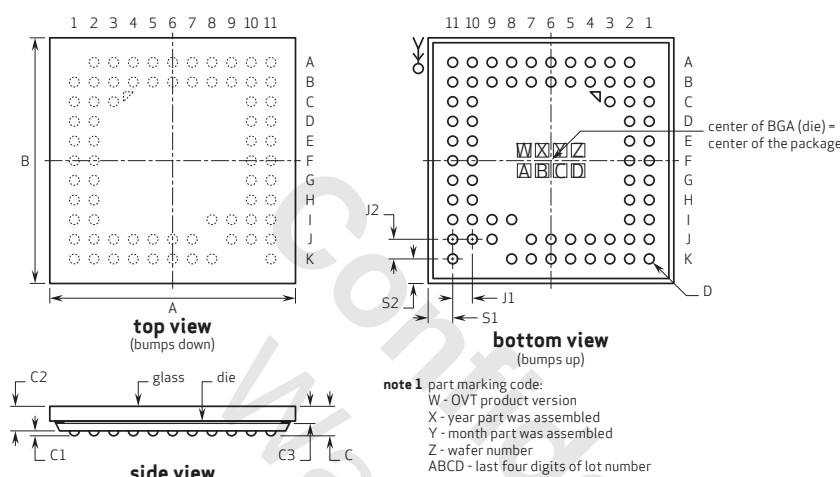 1 2 3 4 5 6 7 8 9 10 11
A
B
C
D
E
F
G
H
I
J
K
B
A
top view
(bumps down)
11 10 9 8 7 6 5 4 3 2 1
Y
A
B
C
D
E
F
G
H
I
J
K
W X Y Z
A B C D
center of BGA (die) =
center of the package
J2
S2
J1
S1
D
bottom view
(bumps up)
C2
glass
die
C1
C3
C
side view
note 1 part marking code:
W - OVT product version
X - year part was assembled
Y - month part was assembled
Z - wafer number
ABCD - last four digits of lot number